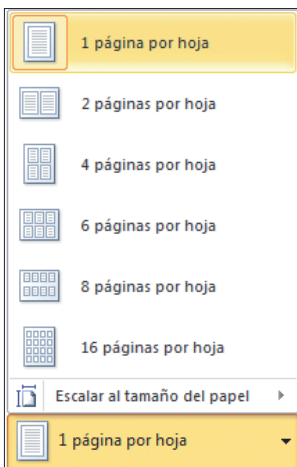 1 página por hoja
2 páginas por hoja
4 páginas por hoja
6 páginas por hoja
8 páginas por hoja
16 páginas por hoja
Escalar al tamaño del papel
1 página por hoja